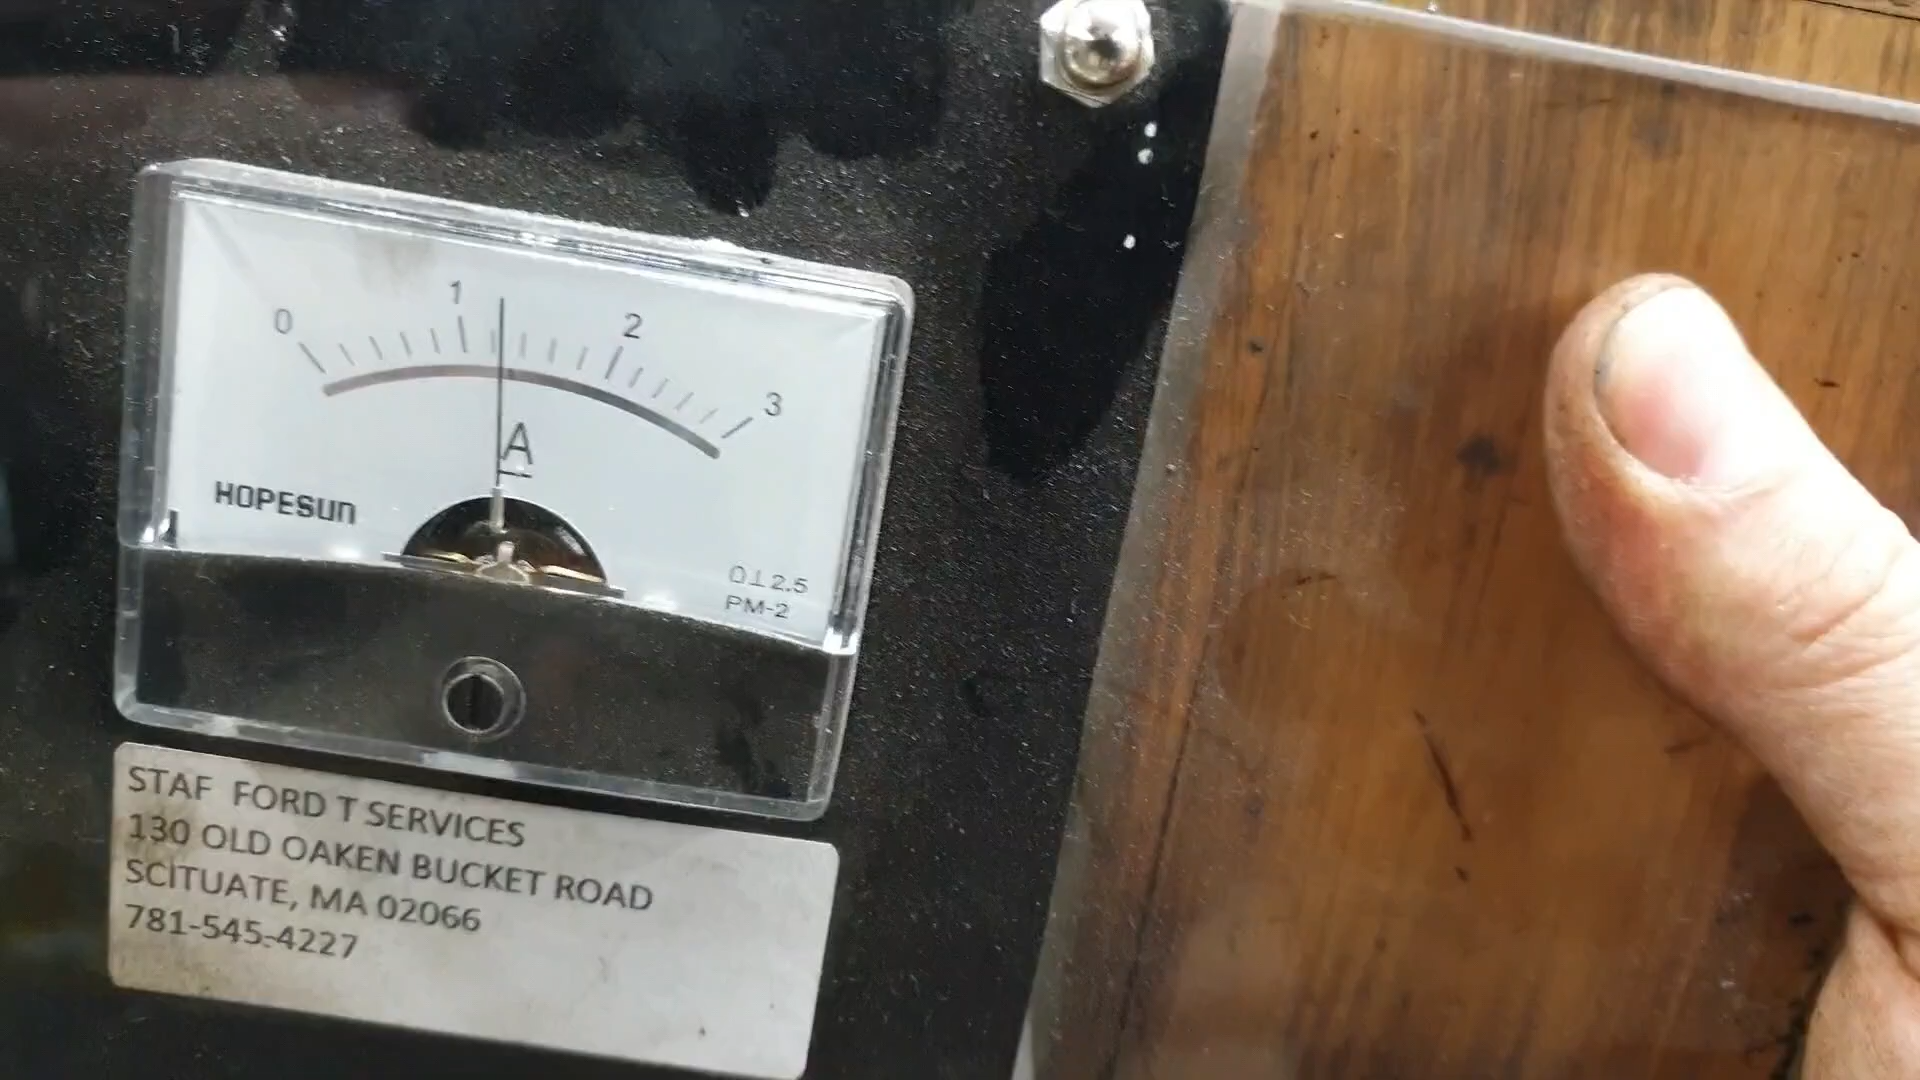 0 1 2 3
A
HOPESUN
Ω⊥2.5
PM-2
STAF FORD T SERVICES
130 OLD OAKEN BUCKET ROAD
SCITUATE, MA 02066
781-545-4227